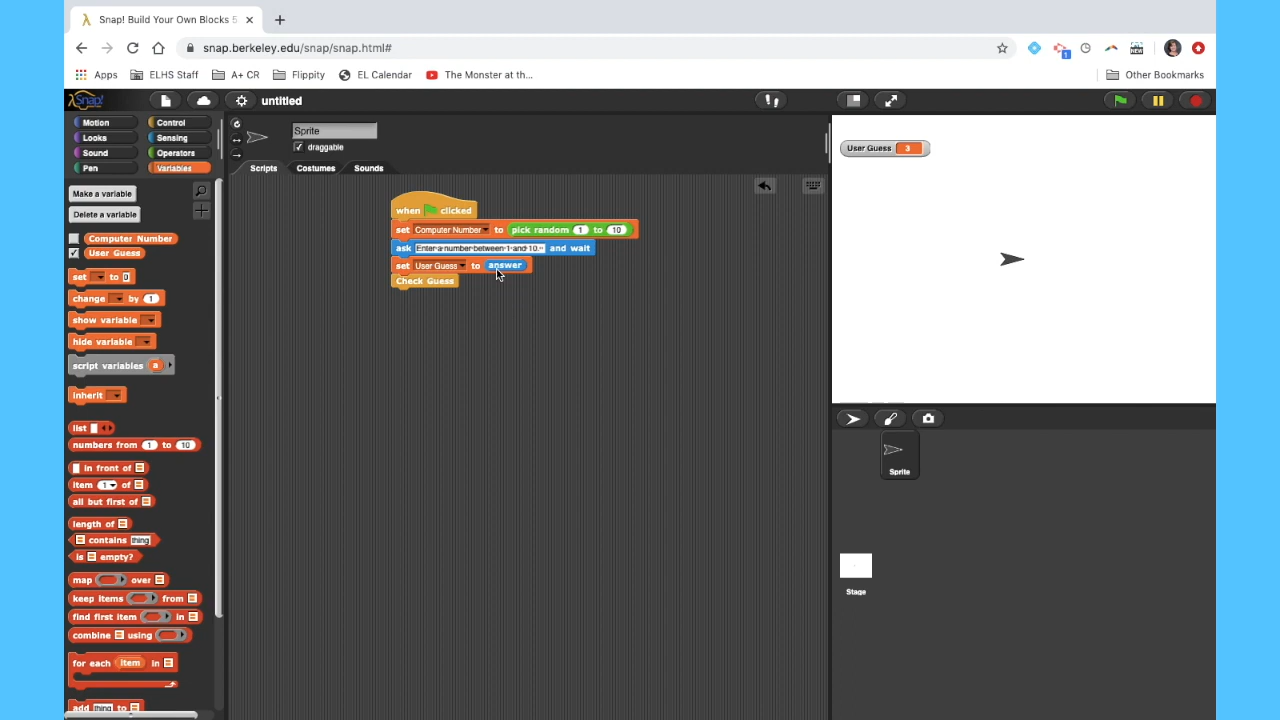 Snap! Build Your Own Blocks 5
snap.berkeley.edu/snap/snap.html#
1
NEW
Apps ELHS Staff A+ CR Flippity EL Calendar The Monster at th... Other Bookmarks
Snap! untitled
Motion Control
Looks Sensing
Sound Operators
Pen Variables
Sprite
draggable
Scripts Costumes Sounds
Make a variable
Delete a variable
Computer Number
User Guess
set to 0
change by 1
show variable
hide variable
script variables a
inherit
list
numbers from 1 to 10
in front of
item 1 of
all but first of
length of
contains thing
is empty?
map over
keep items from
find first item in
combine using
for each item in
add thing to
when clicked
set Computer Number to pick random 1 to 10
ask Enter a number between 1 and 10. and wait
set User Guess to answer
Check Guess
User Guess 3
Sprite
Stage